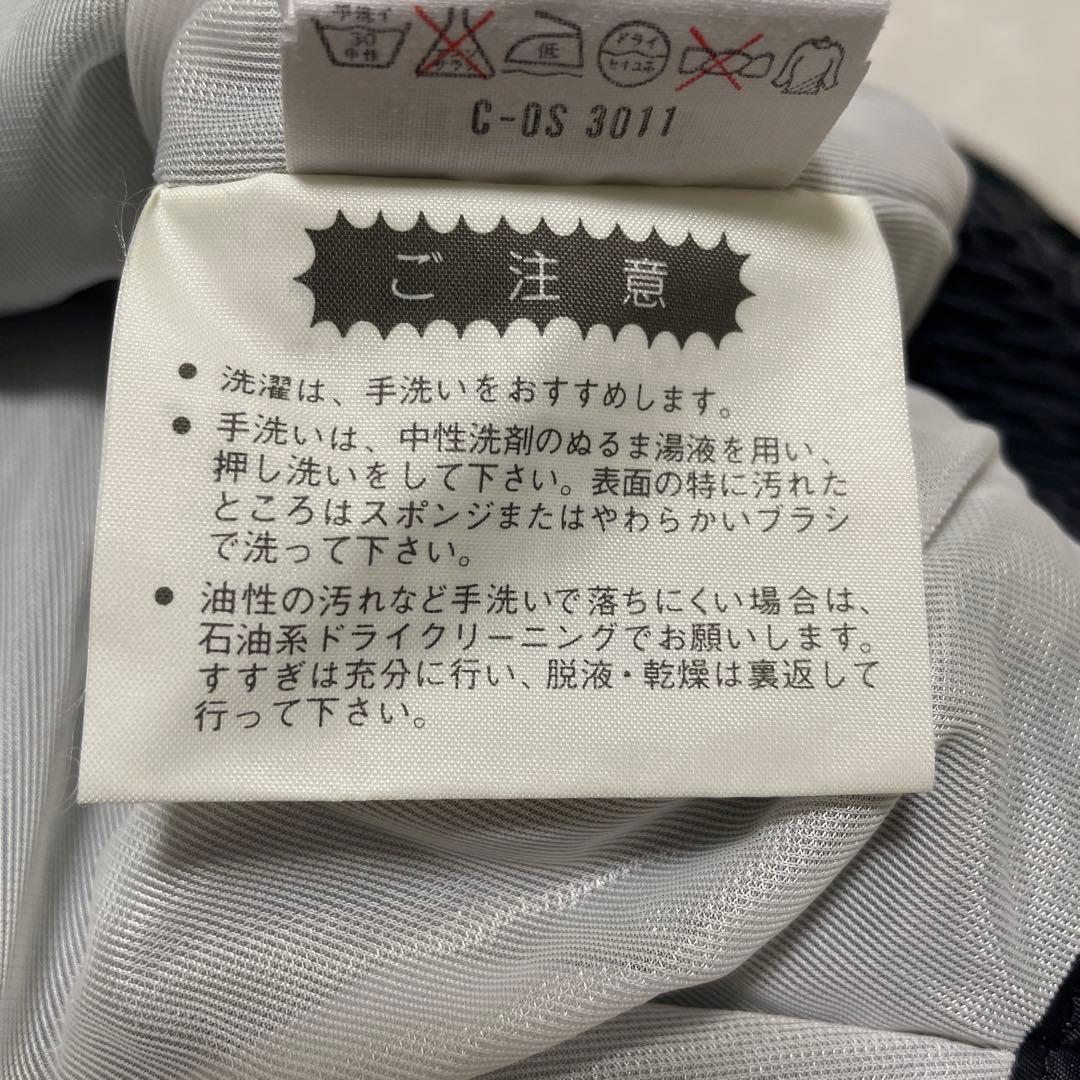 手洗イ
30
中性
低
ドライ
セキユ系
C-OS 3011
ご注意
● 洗濯は、手洗いをおすすめします。
● 手洗いは、中性洗剤のぬるま湯液を用い、
押し洗いをして下さい。表面の特に汚れた
ところはスポンジまたはやわらかいブラシ
で洗って下さい。
● 油性の汚れなど手洗いで落ちにくい場合は、
石油系ドライクリーニングでお願いします。
すすぎは充分に行い、脱液・乾燥は裏返して
行って下さい。